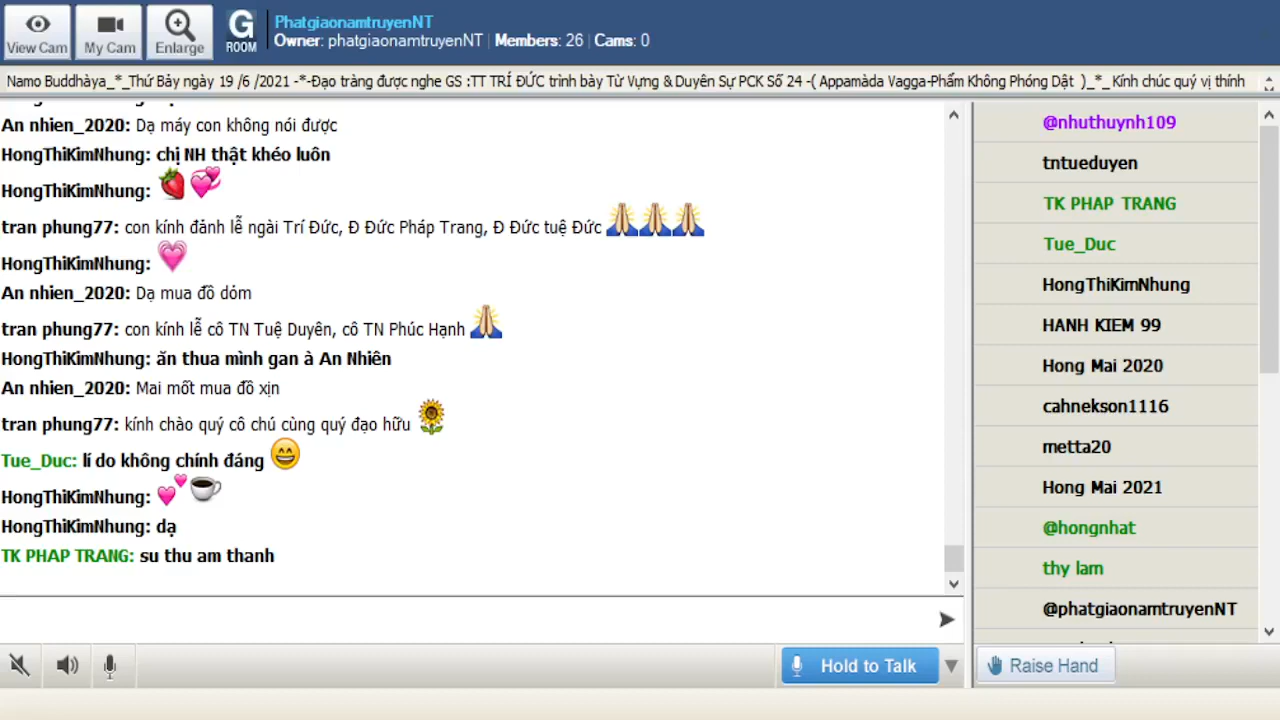 PhatgiaonamtruyenNT
G
ROOM
Owner: phatgiaonamtruyenNT | Members: 26 | Cams: 0
View Cam
My Cam
Enlarge
Namo Buddhàya_*_Thứ Bảy ngày 19 /6 /2021 -*-Đạo tràng được nghe GS :TT TRÍ ĐỨC trình bày Từ Vựng & Duyên Sự PCK Số 24 -( Appamàda Vagga-Phẩm Không Phóng Dật )_*_ Kính chúc quý vị thính
An nhien_2020: Dạ máy con không nói được
HongThiKimNhung: chị NH thật khéo luôn
HongThiKimNhung:
tran phung77: con kính đảnh lễ ngài Trí Đức, Đ Đức Pháp Trang, Đ Đức tuệ Đức
HongThiKimNhung:
An nhien_2020: Dạ mua đồ dỏm
tran phung77: con kính lễ cô TN Tuệ Duyên, cô TN Phúc Hạnh
HongThiKimNhung: ăn thua mình gan à An Nhiên
An nhien_2020: Mai mốt mua đồ xịn
tran phung77: kính chào quý cô chú cùng quý đạo hữu
Tue_Duc: lí do không chính đáng
HongThiKimNhung:
HongThiKimNhung: dạ
TK PHAP TRANG: su thu am thanh
@nhuthuynh109
tntueduyen
TK PHAP TRANG
Tue_Duc
HongThiKimNhung
HANH KIEM 99
Hong Mai 2020
cahnekson1116
metta20
Hong Mai 2021
@hongnhat
thy lam
@phatgiaonamtruyenNT
Hold to Talk
Raise Hand